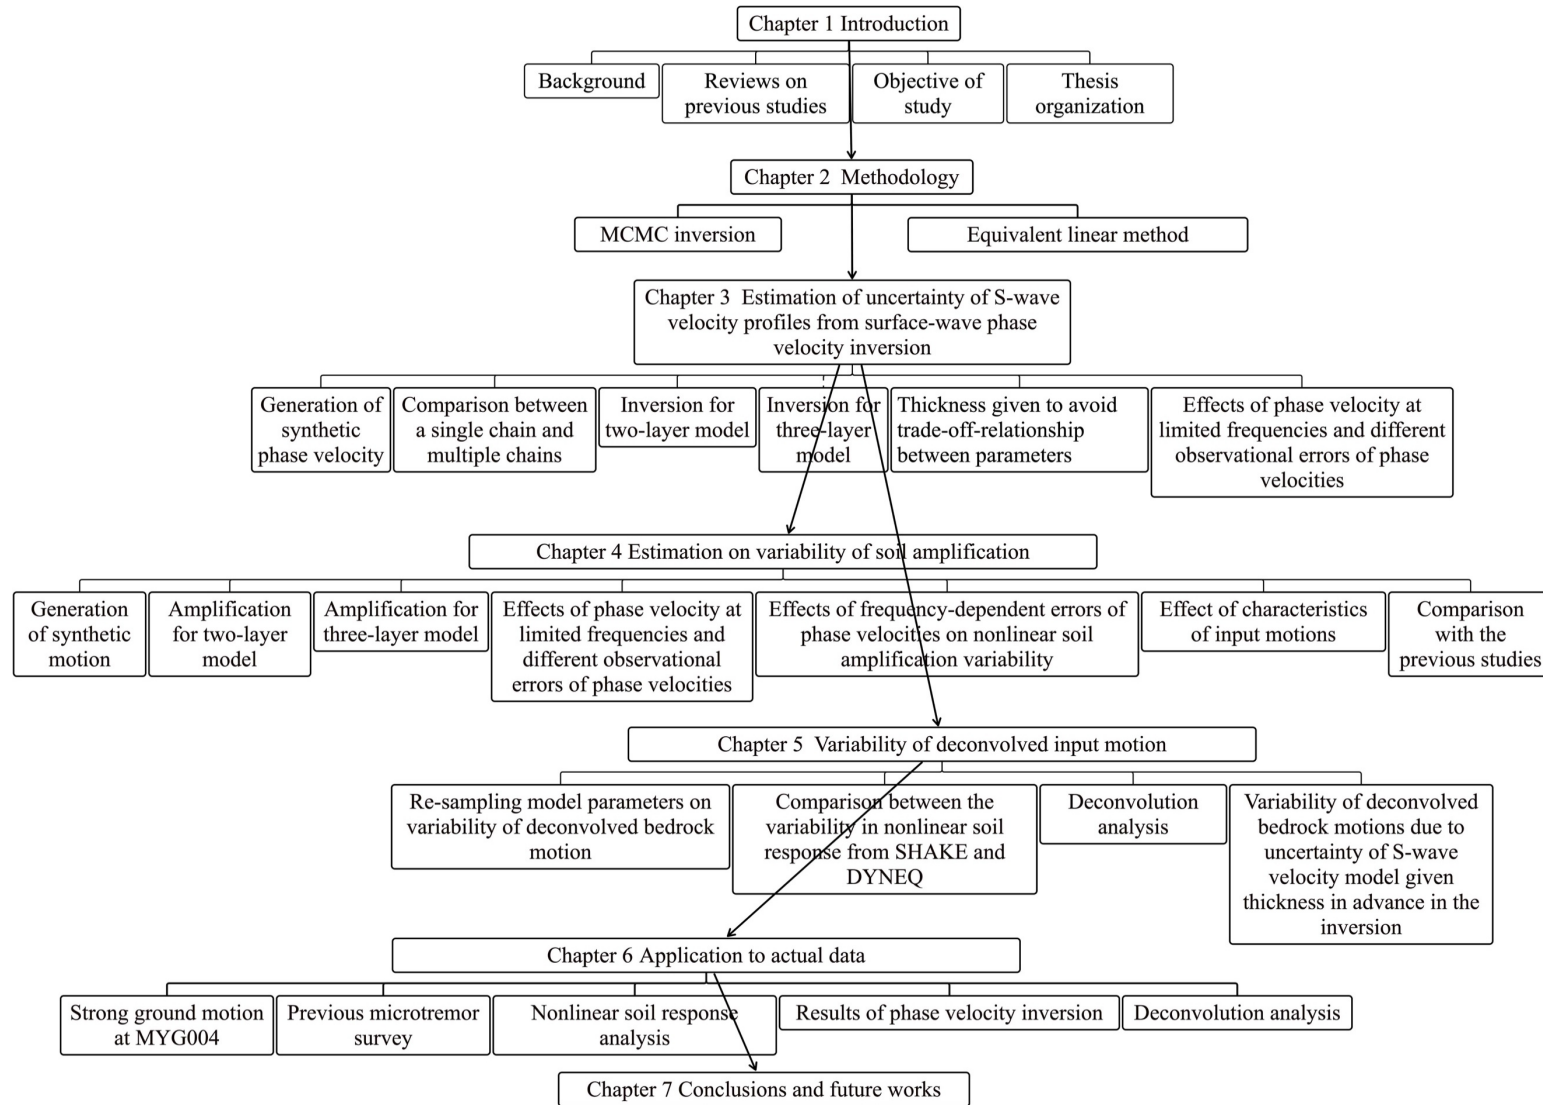 Chapter 1 Introduction
Background
Reviews on
previous studies
Objective of
study
Thesis
organization
Chapter 2  Methodology
MCMC inversion
Equivalent linear method
Chapter 3  Estimation of uncertainty of S-wave
velocity profiles from surface-wave phase
velocity inversion
Generation of
synthetic
phase velocity
Comparison between
a single chain and
multiple chains
Inversion for
two-layer model
Inversion for
three-layer
model
Thickness given to avoid
trade-off-relationship
between parameters
Effects of phase velocity at
limited frequencies and different
observational errors of phase
velocities
Chapter 4 Estimation on variability of soil amplification
Generation
of synthetic
motion
Amplification
for two-layer
model
Amplification for
three-layer model
Effects of phase velocity at
limited frequencies and
different observational
errors of phase velocities
Effects of frequency-dependent errors of
phase velocities on nonlinear soil
amplification variability
Effect of characteristics
of input motions
Comparison
with the
previous studies
Chapter 5  Variability of deconvolved input motion
Re-sampling model parameters on
variability of deconvolved bedrock
motion
Comparison between the
variability in nonlinear soil
response from SHAKE and
DYNEQ
Deconvolution
analysis
Variability of deconvolved
bedrock motions due to
uncertainty of S-wave
velocity model given
thickness in advance in the
inversion
Chapter 6 Application to actual data
Strong ground motion
at MYG004
Previous microtremor
survey
Nonlinear soil response
analysis
Results of phase velocity inversion
Deconvolution analysis
Chapter 7 Conclusions and future works